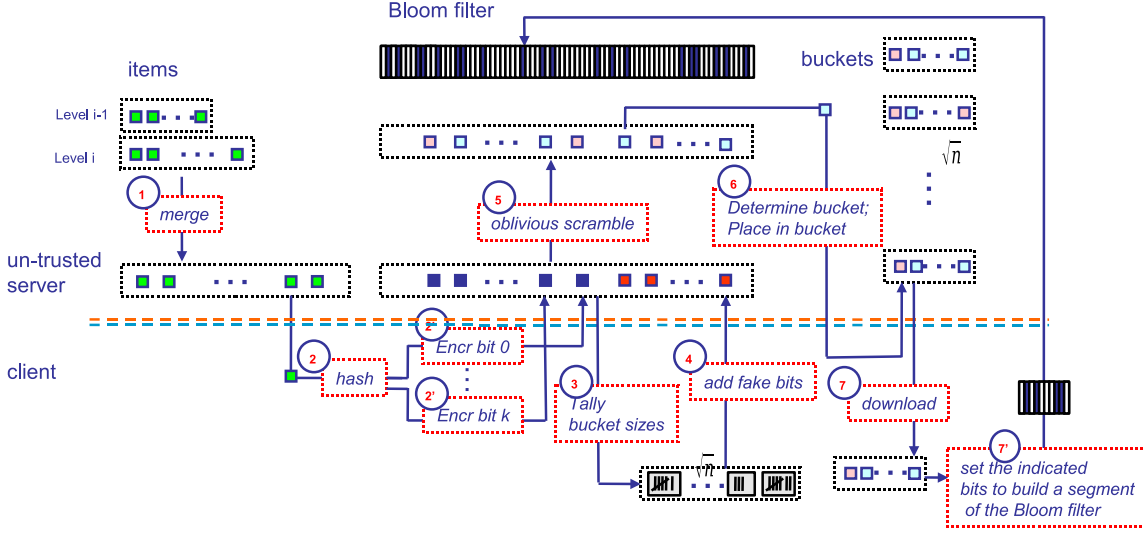 Bloom filter
items
buckets
Level i-1
Level i
√n
1
merge
5
oblivious scramble
6
Determine bucket;
Place in bucket
un-trusted
server
client
2
hash
2'
Encr bit 0
2'
Encr bit k
3
Tally
bucket sizes
4
add fake bits
7
download
√n
7'
set the indicated
bits to build a segment
of the Bloom filter